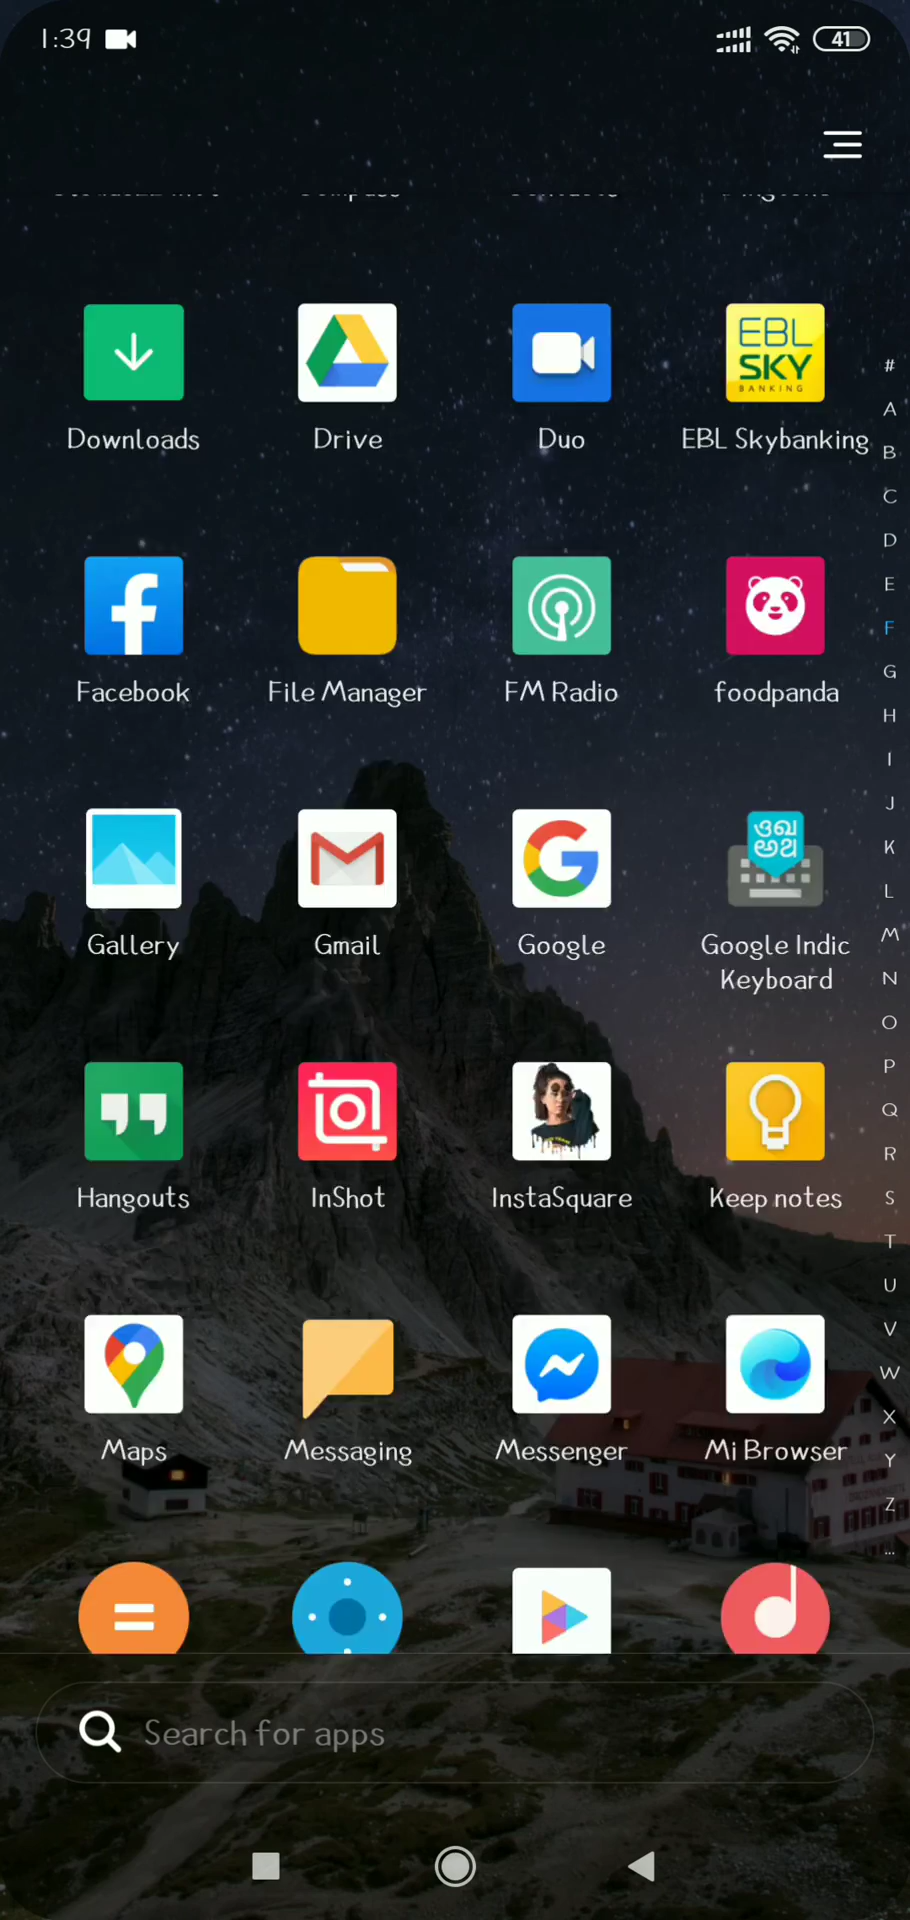 1:39
41
Downloads
Drive
Duo
EBL
SKY
BANKING
EBL Skybanking
Facebook
File Manager
FM Radio
foodpanda
Gallery
Gmail
Google
Google Indic
Keyboard
Hangouts
InShot
InstaSquare
Keep notes
Maps
Messaging
Messenger
Mi Browser
Search for apps
#
A
B
C
D
E
F
G
H
I
J
K
L
M
N
O
P
Q
R
S
T
U
V
W
X
Y
Z
...